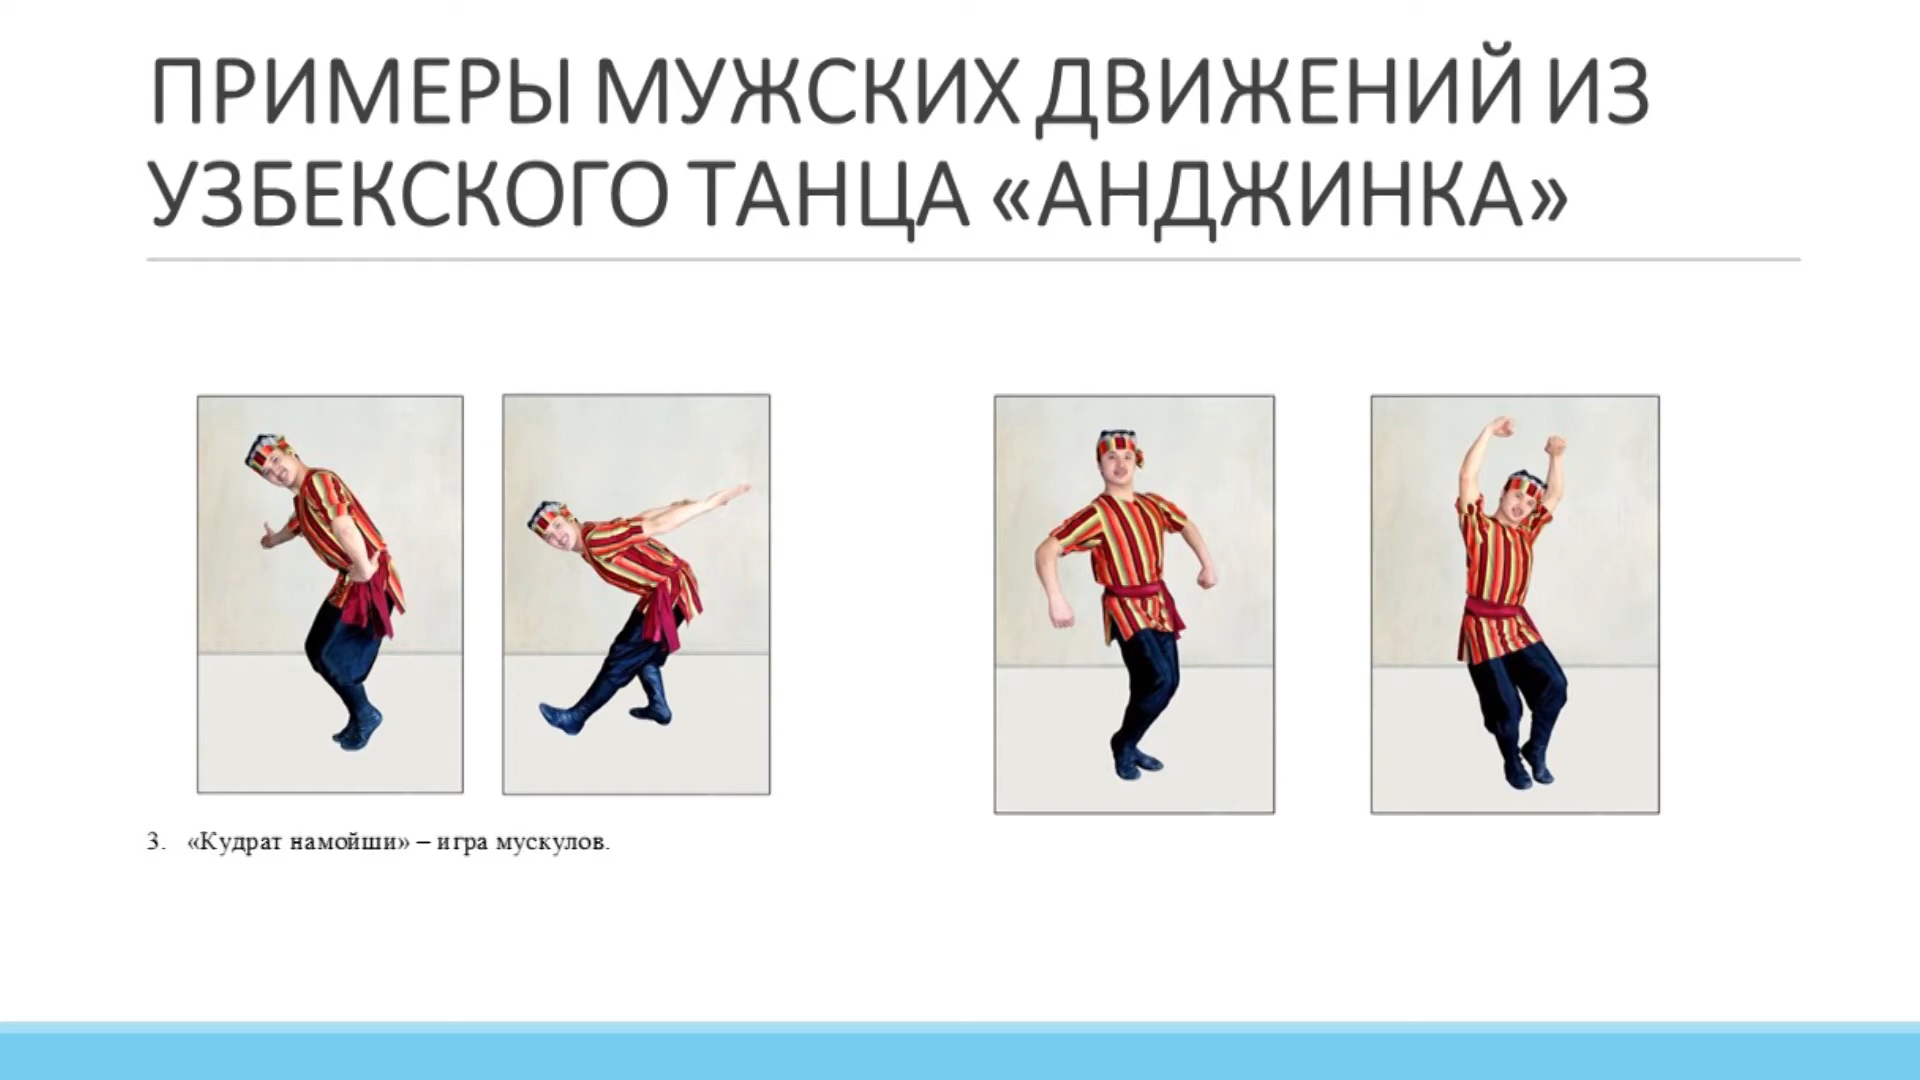 ПРИМЕРЫ МУЖСКИХ ДВИЖЕНИЙ ИЗ
УЗБЕКСКОГО ТАНЦА «АНДЖИНКА»
3. «Кудрат намойши» – игра мускулов.